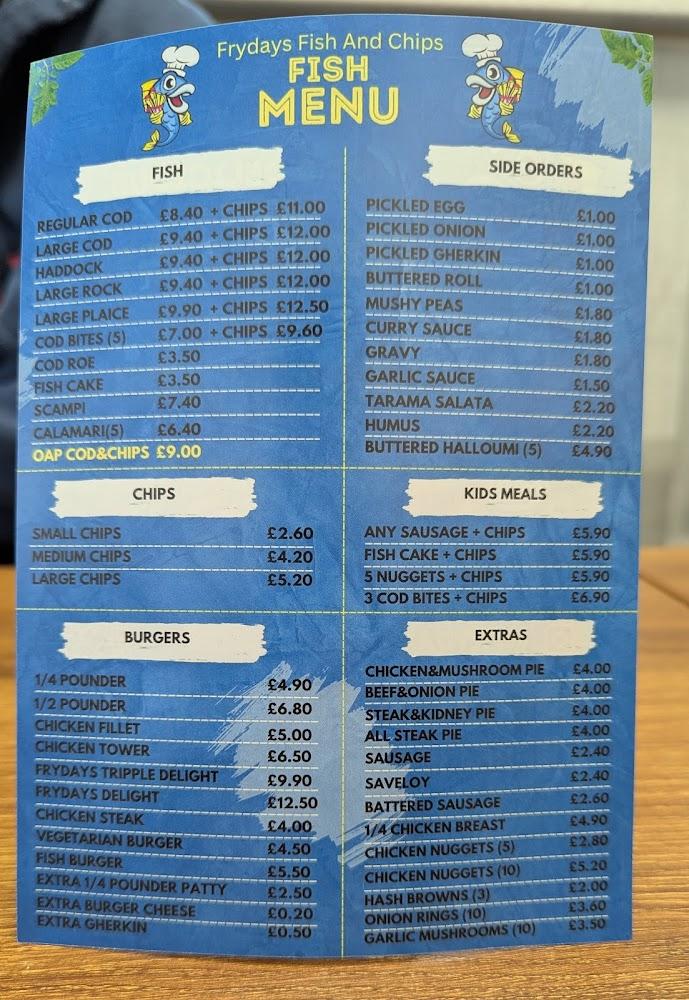 Frydays Fish And Chips
FISH
MENU
FISH
REGULAR COD £8.40 + CHIPS £11.00
LARGE COD £9.40 + CHIPS £12.00
HADDOCK £9.40 + CHIPS £12.00
LARGE ROCK £9.40 + CHIPS £12.00
LARGE PLAICE £9.90 + CHIPS £12.50
COD BITES (5) £7.00 + CHIPS £9.60
COD ROE £3.50
FISH CAKE £3.50
SCAMPI £7.40
CALAMARI(5) £6.40
OAP COD&CHIPS £9.00
SIDE ORDERS
PICKLED EGG £1.00
PICKLED ONION £1.00
PICKLED GHERKIN £1.00
BUTTERED ROLL £1.00
MUSHY PEAS £1.80
CURRY SAUCE £1.80
GRAVY £1.80
GARLIC SAUCE £1.50
TARAMA SALATA £2.20
HUMUS £2.20
BUTTERED HALLOUMI (5) £4.90
CHIPS
SMALL CHIPS £2.60
MEDIUM CHIPS £4.20
LARGE CHIPS £5.20
KIDS MEALS
ANY SAUSAGE + CHIPS £5.90
FISH CAKE + CHIPS £5.90
5 NUGGETS + CHIPS £5.90
3 COD BITES + CHIPS £6.90
BURGERS
1/4 POUNDER £4.90
1/2 POUNDER £6.80
CHICKEN FILLET £5.00
CHICKEN TOWER £6.50
FRYDAYS TRIPPLE DELIGHT £9.90
FRYDAYS DELIGHT £12.50
CHICKEN STEAK £4.00
VEGETARIAN BURGER £4.50
FISH BURGER £5.50
EXTRA 1/4 POUNDER PATTY £2.50
EXTRA BURGER CHEESE £0.20
EXTRA GHERKIN £0.50
EXTRAS
CHICKEN&MUSHROOM PIE £4.00
BEEF&ONION PIE £4.00
STEAK&KIDNEY PIE £4.00
ALL STEAK PIE £4.00
SAUSAGE £2.40
SAVELOY £2.40
BATTERED SAUSAGE £2.60
1/4 CHICKEN BREAST £4.90
CHICKEN NUGGETS (5) £2.80
CHICKEN NUGGETS (10) £5.20
HASH BROWNS (3) £2.00
ONION RINGS (10) £3.60
GARLIC MUSHROOMS (10) £3.50